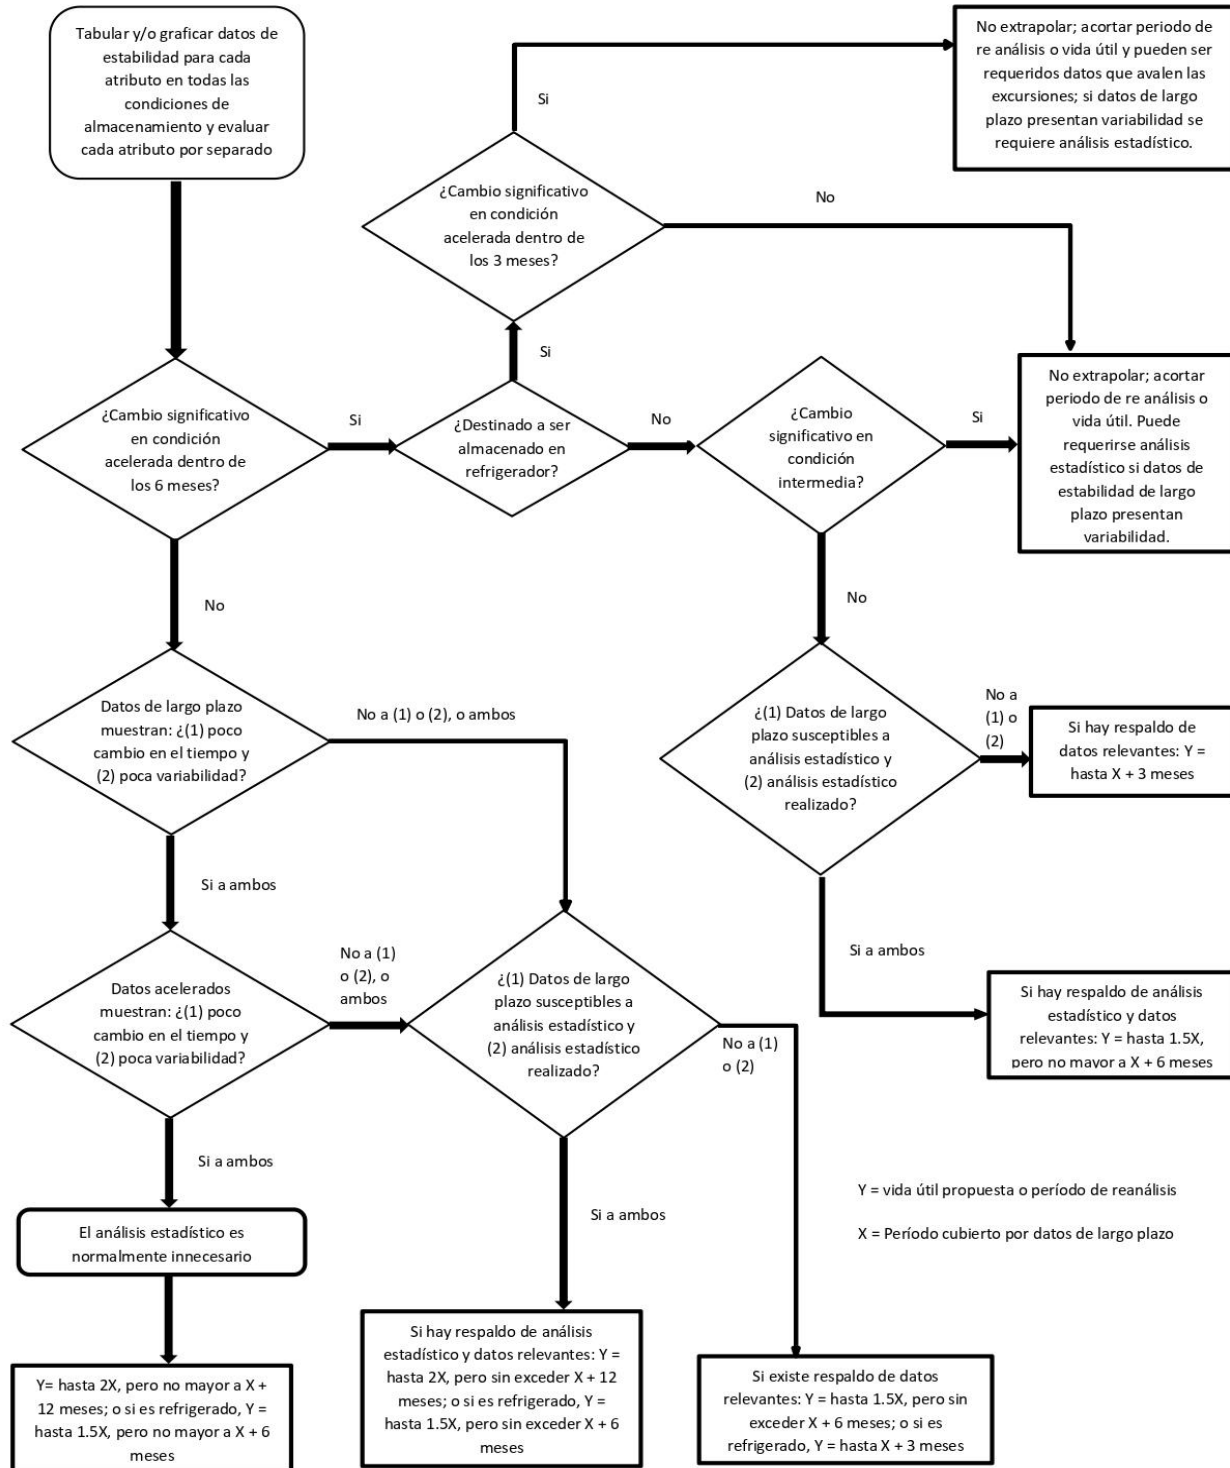 Tabular y/o graficar datos de
estabilidad para cada
atributo en todas las
condiciones de
almacenamiento y evaluar
cada atributo por separado
No extrapolar; acortar periodo de
re análisis o vida útil y pueden ser
requeridos datos que avalen las
excursiones; si datos de largo
plazo presentan variabilidad se
requiere análisis estadístico.
Si
¿Cambio significativo
en condición
acelerada dentro de
los 3 meses?
No
Si
¿Cambio significativo
en condición
acelerada dentro de
los 6 meses?
Si
¿Destinado a ser
almacenado en
refrigerador?
No
¿Cambio
significativo en
condición
intermedia?
Si
No extrapolar; acortar
periodo de re análisis o
vida útil. Puede
requerirse análisis
estadístico si datos de
estabilidad de largo
plazo presentan
variabilidad.
No
No
Datos de largo plazo
muestran: ¿(1) poco
cambio en el tiempo y
(2) poca variabilidad?
No a (1) o (2), o ambos
¿(1) Datos de largo
plazo susceptibles a
análisis estadístico y
(2) análisis estadístico
realizado?
No a
(1) o
(2)
Si hay respaldo de
datos relevantes: Y =
hasta X + 3 meses
Si a ambos
Si a ambos
Datos acelerados
muestran: ¿(1) poco
cambio en el tiempo y
(2) poca variabilidad?
No a (1)
o (2), o
ambos
¿(1) Datos de largo
plazo susceptibles a
análisis estadístico y
(2) análisis estadístico
realizado?
No a (1)
o (2)
Si hay respaldo de análisis
estadístico y datos
relevantes: Y = hasta 1.5X,
pero no mayor a X + 6 meses
Si a ambos
Si a ambos
Y = vida útil propuesta o período de reanálisis
X = Período cubierto por datos de largo plazo
El análisis estadístico es
normalmente innecesario
Y= hasta 2X, pero no mayor a X +
12 meses; o si es refrigerado, Y =
hasta 1.5X, pero no mayor a X + 6
meses
Si hay respaldo de análisis
estadístico y datos relevantes: Y =
hasta 2X, pero sin exceder X + 12
meses; o si es refrigerado, Y =
hasta 1.5X, pero sin exceder X + 6
meses
Si existe respaldo de datos
relevantes: Y = hasta 1.5X, pero sin
exceder X + 6 meses; o si es
refrigerado, Y = hasta X + 3 meses